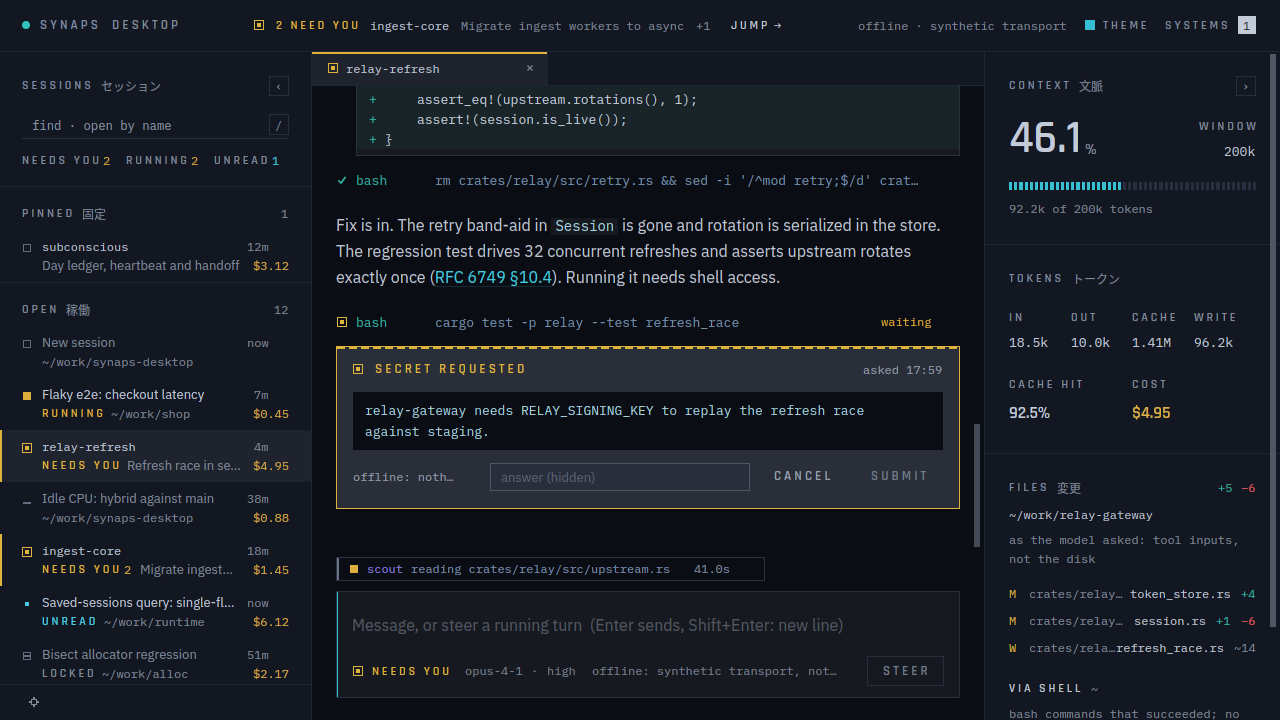 SYNAPS DESKTOP
2 NEED YOU ingest-core Migrate ingest workers to async +1 JUMP →
offline · synthetic transport THEME SYSTEMS 1
SESSIONS セッション ‹
find · open by name /
NEEDS YOU 2 RUNNING 2 UNREAD 1
PINNED 固定 1
subconscious 12m
Day ledger, heartbeat and handoff $3.12
OPEN 稼働 12
New session now
~/work/synaps-desktop
Flaky e2e: checkout latency 7m
RUNNING ~/work/shop $0.45
relay-refresh 4m
NEEDS YOU Refresh race in se… $4.95
Idle CPU: hybrid against main 38m
~/work/synaps-desktop $0.88
ingest-core 18m
NEEDS YOU 2 Migrate ingest… $1.45
Saved-sessions query: single-fl… now
UNREAD ~/work/runtime $6.12
Bisect allocator regression 51m
LOCKED ~/work/alloc $2.17
relay-refresh ×
+ assert_eq!(upstream.rotations(), 1);
+ assert!(session.is_live());
+ }
✓ bash rm crates/relay/src/retry.rs && sed -i '/^mod retry;$/d' crat…
Fix is in. The retry band-aid in Session is gone and rotation is serialized in the store.
The regression test drives 32 concurrent refreshes and asserts upstream rotates
exactly once (RFC 6749 §10.4). Running it needs shell access.
bash cargo test -p relay --test refresh_race waiting
SECRET REQUESTED asked 17:59
relay-gateway needs RELAY_SIGNING_KEY to replay the refresh race
against staging.
offline: noth… answer (hidden) CANCEL SUBMIT
scout reading crates/relay/src/upstream.rs 41.0s
Message, or steer a running turn (Enter sends, Shift+Enter: new line)
NEEDS YOU opus-4-1 · high offline: synthetic transport, not… STEER
CONTEXT 文脈 ›
46.1% WINDOW
200k
92.2k of 200k tokens
TOKENS トークン
IN OUT CACHE WRITE
18.5k 10.0k 1.41M 96.2k
CACHE HIT COST
92.5% $4.95
FILES 変更 +5 −6
~/work/relay-gateway
as the model asked: tool inputs,
not the disk
M crates/relay… token_store.rs +4
M crates/relay… session.rs +1 −6
W crates/rela…refresh_race.rs ~14
VIA SHELL ~
bash commands that succeeded; no